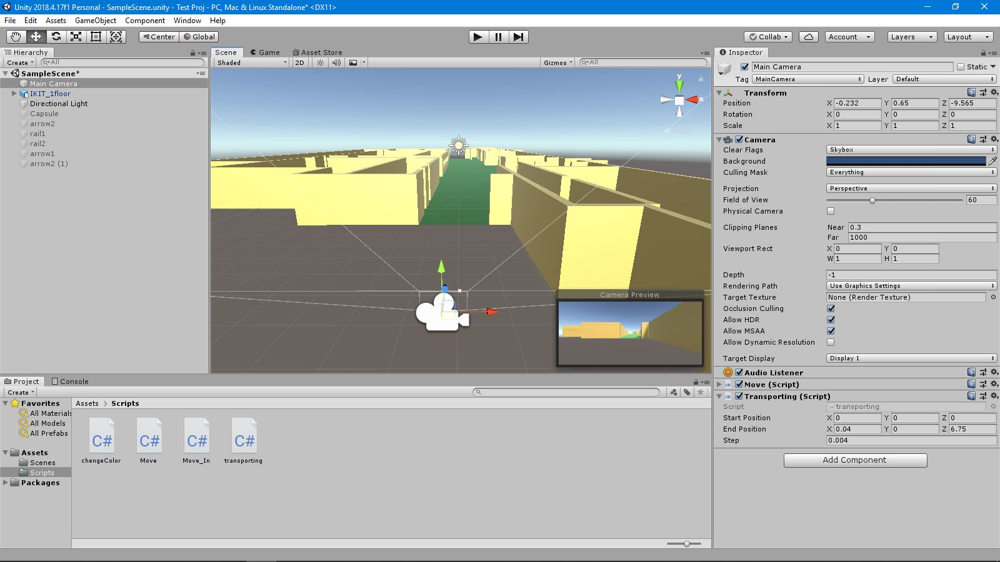 Unity 2018.4.17f1 Personal - SampleScene.unity - Test Proj - PC, Mac & Linux Standalone* <DX11>
File Edit Assets GameObject Component Window Help
Center Global
Collab Account Layers Layout
Hierarchy
Create All
SampleScene*
Main Camera
IKIT_1floor
Directional Light
Capsule
arrow2
rail1
rail2
arrow1
arrow2 (1)
Scene Game Asset Store
Shaded 2D Gizmos All
y
x
Persp
Camera Preview
Project Console
Create
Favorites
All Materials
All Models
All Prefabs
Assets
Scenes
Scripts
Packages
Assets > Scripts
C# C# C# C#
chengeColor Move Move_In transporting
Inspector
Main Camera Static
Tag MainCamera Layer Default
Transform
Position X -0.232 Y 0.65 Z -9.565
Rotation X 0 Y 0 Z 0
Scale X 1 Y 1 Z 1
Camera
Clear Flags Skybox
Background
Culling Mask Everything
Projection Perspective
Field of View 60
Physical Camera
Clipping Planes Near 0.3
Far 1000
Viewport Rect X 0 Y 0
W 1 H 1
Depth -1
Rendering Path Use Graphics Settings
Target Texture None (Render Texture)
Occlusion Culling
Allow HDR
Allow MSAA
Allow Dynamic Resolution
Target Display Display 1
Audio Listener
Move (Script)
Transporting (Script)
Script transporting
Start Position X 0 Y 0 Z 0
End Position X 0.04 Y 0 Z 6.75
Step 0.004
Add Component